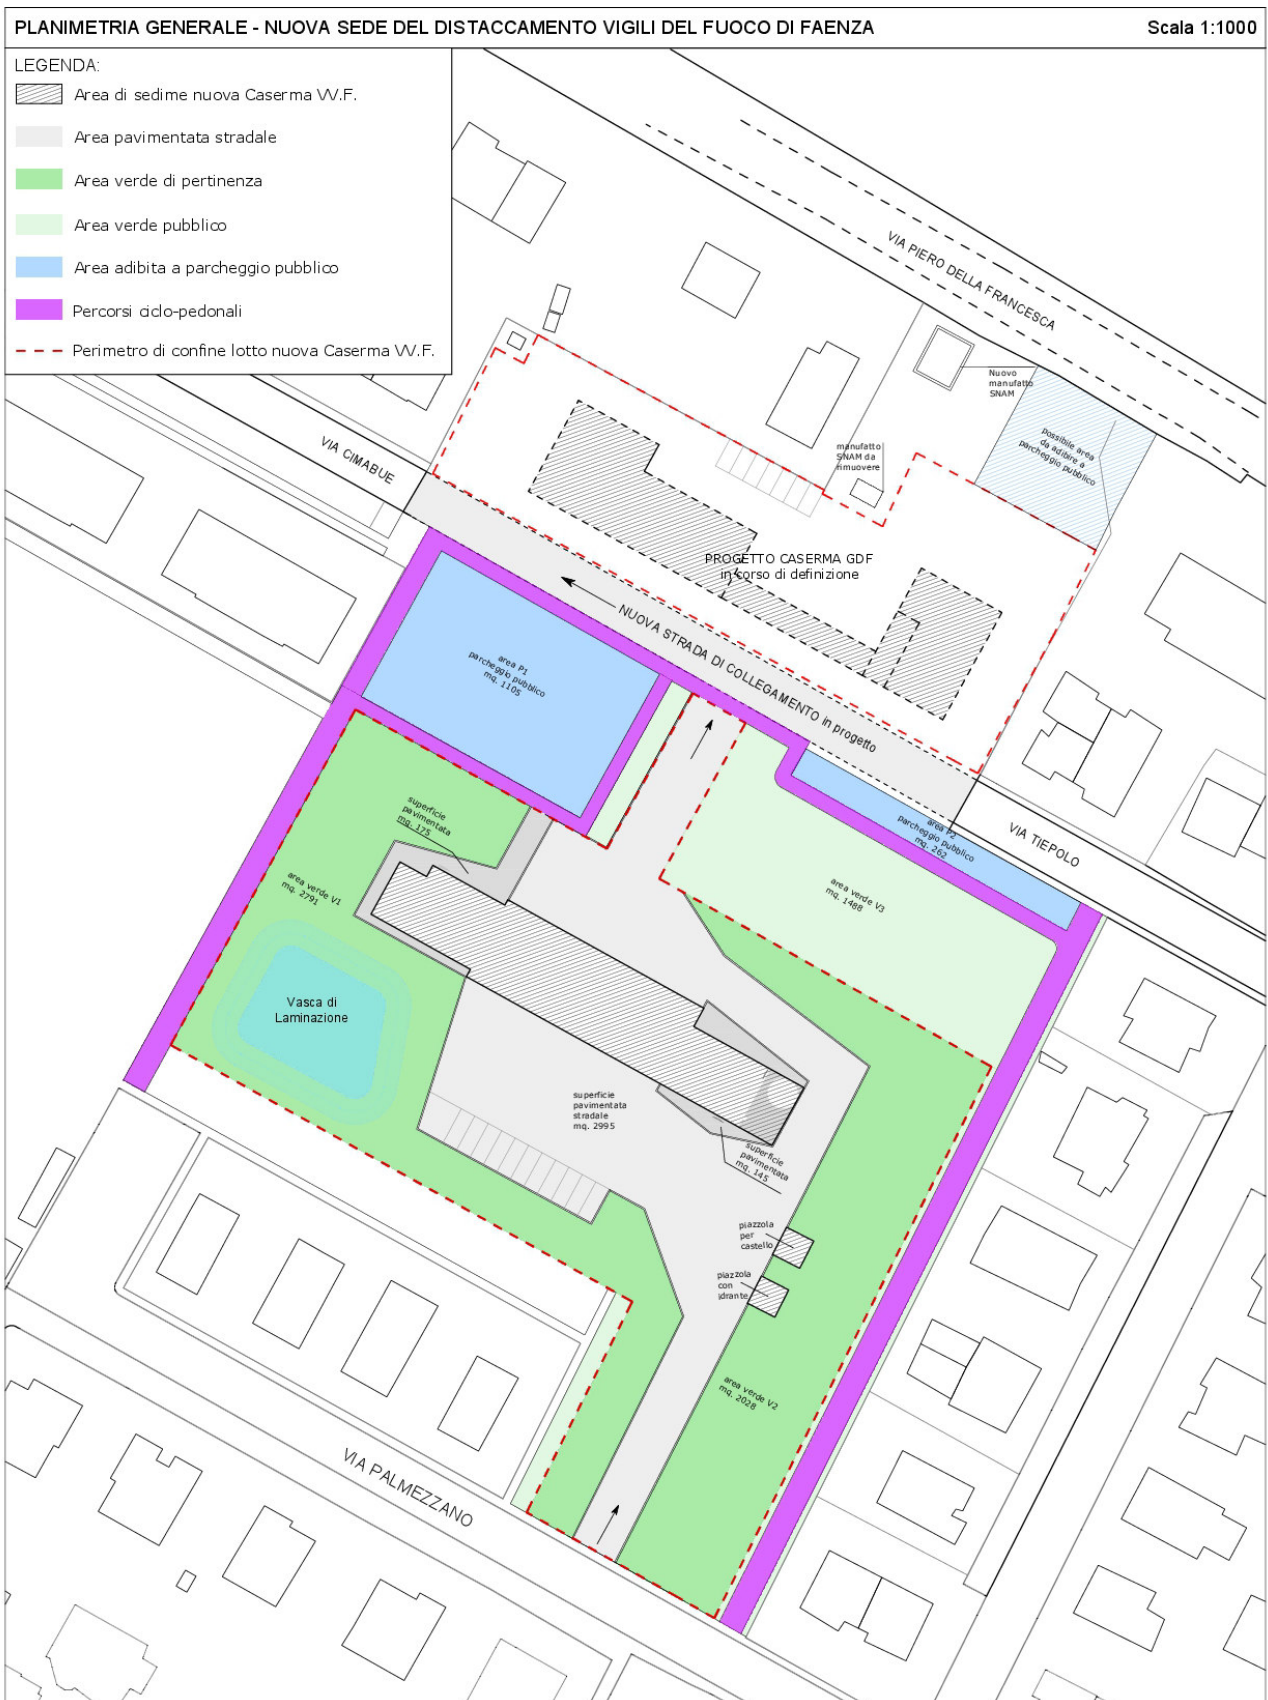 PLANIMETRIA GENERALE - NUOVA SEDE DEL DISTACCAMENTO VIGILI DEL FUOCO DI FAENZA
Scala 1:1000
LEGENDA:
Area di sedime nuova Caserma VV.F.
Area pavimentata stradale
Area verde di pertinenza
Area verde pubblico
Area adibita a parcheggio pubblico
Percorsi ciclo-pedonali
Perimetro di confine lotto nuova Caserma VV.F.
VIA PIERO DELLA FRANCESCA
Nuovo
manufatto
SNAM
possibile area
da adibire a
parcheggio pubblico
VIA CIMABUE
manufatto
SNAM da
rimuovere
PROGETTO CASERMA GDF
in corso di definizione
NUOVA STRADA DI COLLEGAMENTO in progetto
area P1
parcheggio pubblico
mq. 1105
superficie
pavimentata
mq. 175
area P2
parcheggio pubblico
mq. 262
VIA TIEPOLO
area verde V1
mq. 2791
area verde V3
mq. 1488
Vasca di
Laminazione
superficie
pavimentata
stradale
mq. 2995
superficie
pavimentata
mq. 145
piazzola
per
castello
piazzola
con
idrante
area verde V2
mq. 2028
VIA PALMEZZANO